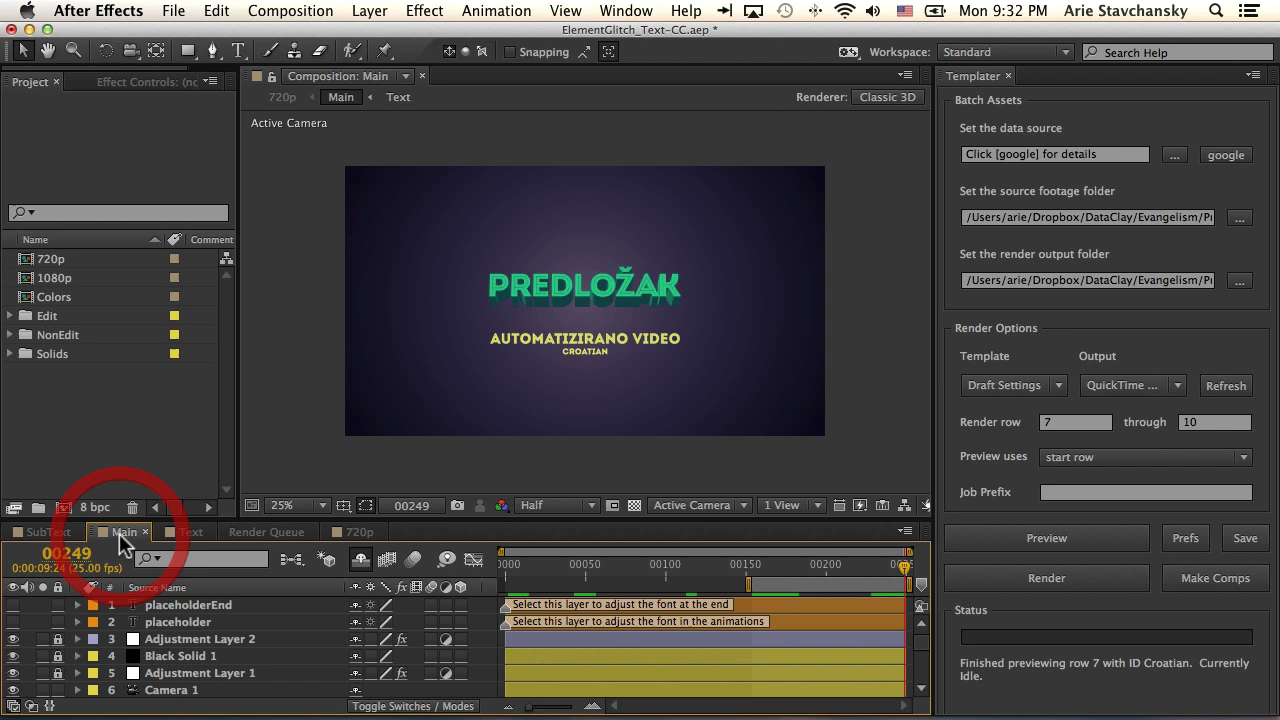 After Effects File Edit Composition Layer Effect Animation View Window Help Mon 9:32 PM Arie Stavchansky
ElementGlitch_Text-CC.aep *
Snapping Workspace: Standard Search Help
Project × Effect Controls: (nc Composition: Main × Templater ×
720p Main Text Renderer: Classic 3D
Active Camera
Batch Assets
Set the data source
Click [google] for details ... google
Set the source footage folder
/Users/arie/Dropbox/DataClay/Evangelism/P ...
Set the render output folder
/Users/arie/Dropbox/DataClay/Evangelism/P ...
Name Comment
720p
1080p
Colors
Edit
NonEdit
Solids
PREDLOŽAK
AUTOMATIZIRANO VIDEO
CROATIAN
Render Options
Template Output
Draft Settings QuickTime ... Refresh
Render row 7 through 10
Preview uses start row
Job Prefix
8 bpc 25% 00249 Half Active Camera 1 View
Preview Prefs Save
Render Make Comps
Status
Finished previewing row 7 with ID Croatian. Currently
Idle.
SubText Main × Text Render Queue 720p
00249
0:00:09:24 (25.00 fps)
0000 00050 00100 00150 00200
# Source Name
1 placeholderEnd Select this layer to adjust the font at the end
2 placeholder Select this layer to adjust the font in the animations
3 Adjustment Layer 2
4 Black Solid 1
5 Adjustment Layer 1
6 Camera 1
Toggle Switches / Modes